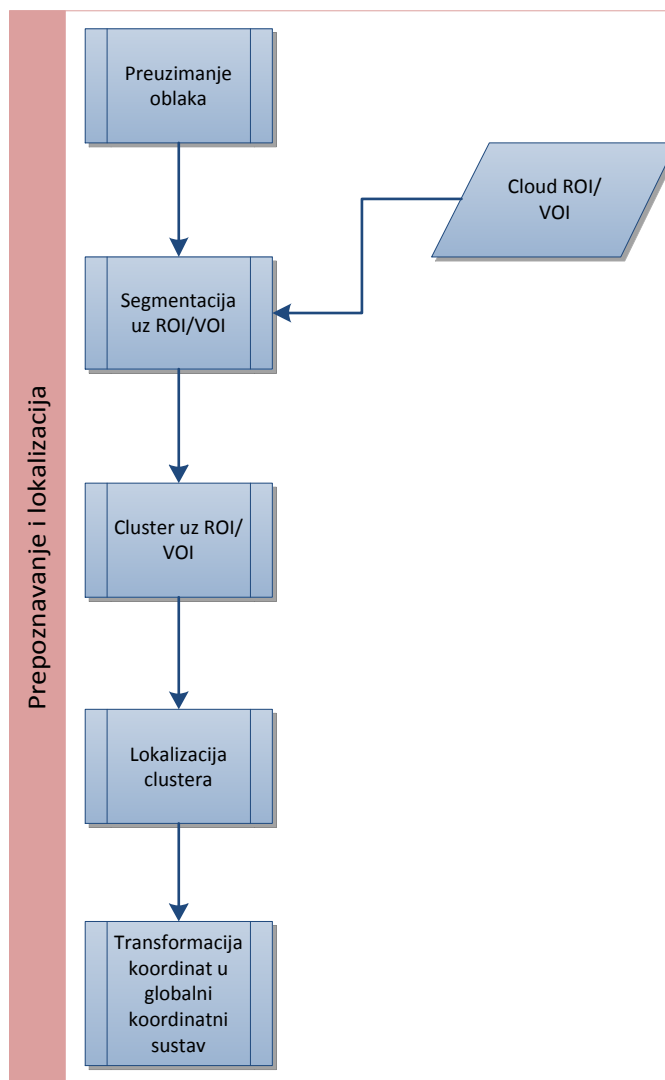 Prepoznavanje i lokalizacija
Preuzimanje
oblaka
Cloud ROI/
VOI
Segmentacija
uz ROI/VOI
Cluster uz ROI/
VOI
Lokalizacija
clustera
Transformacija
koordinat u
globalni
koordinatni
sustav